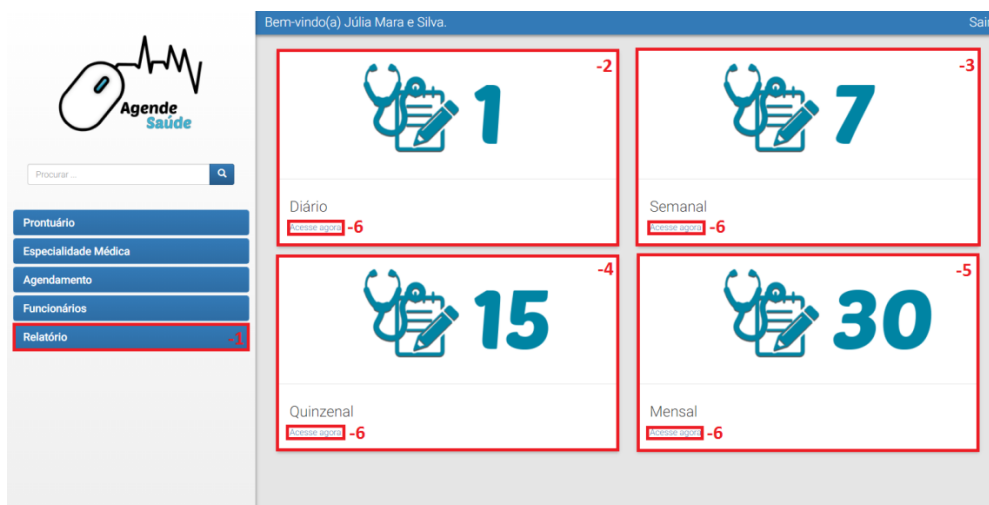 Bem-vindo(a) Júlia Mara e Silva.
Sair
Agende
Saúde
Procurar ...
Prontuário
Especialidade Médica
Agendamento
Funcionários
Relatório -1
1 -2
Diário
Acesse agora -6
7 -3
Semanal
Acesse agora -6
15 -4
Quinzenal
Acesse agora -6
30 -5
Mensal
Acesse agora -6